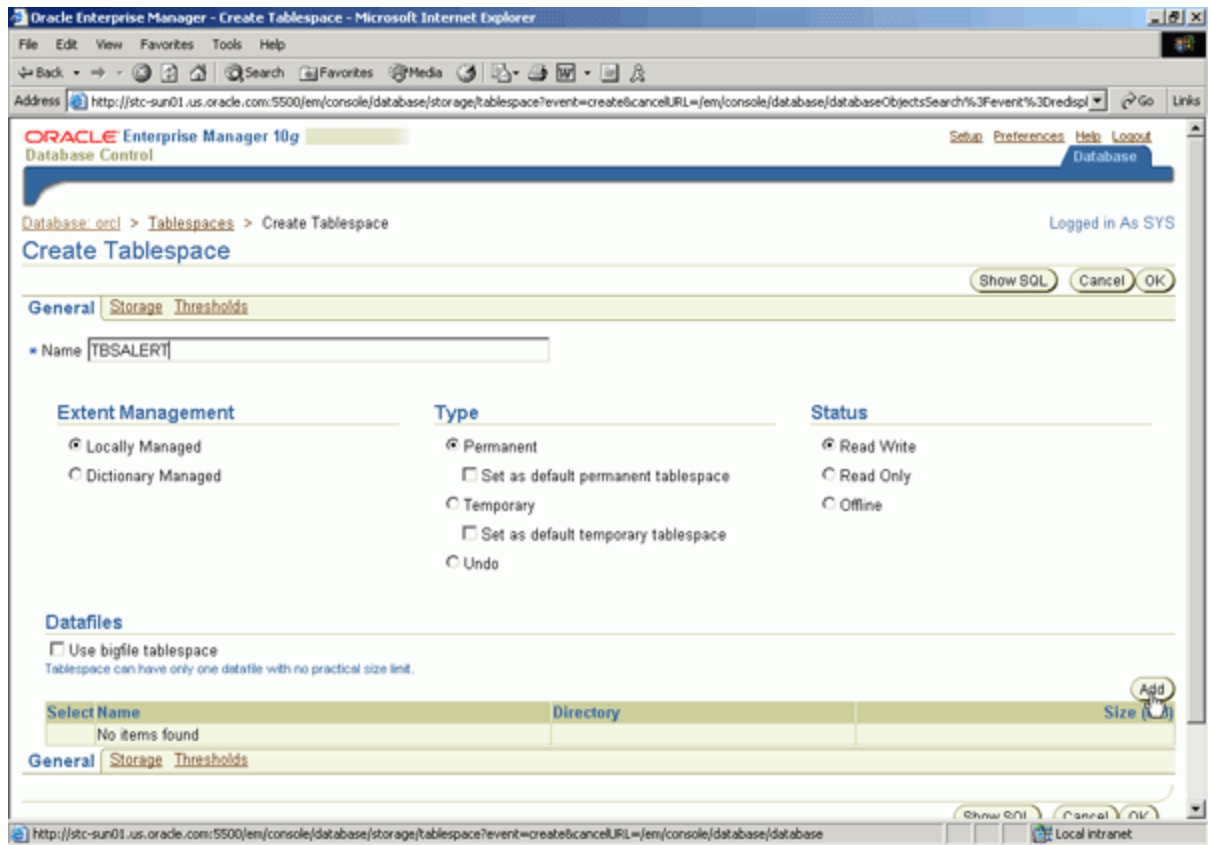 Oracle Enterprise Manager - Create Tablespace - Microsoft Internet Explorer
File Edit View Favorites Tools Help
Back Search Favorites Media
Address http://stc-sun01.us.oracle.com:5500/em/console/database/storage/tablespace?event=create&cancelURL=/em/console/database/databaseObjectsSearch%3Fevent%3Dredispl Go Links
ORACLE Enterprise Manager 10g
Database Control
Setup Preferences Help Logout
Database
Database: orcl > Tablespaces > Create Tablespace
Logged in As SYS
Create Tablespace
Show SQL Cancel OK
General Storage Thresholds
* Name TBSALERT
Extent Management Type Status
Locally Managed Permanent Read Write
Dictionary Managed Set as default permanent tablespace Read Only
Temporary Offline
Set as default temporary tablespace
Undo
Datafiles
Use bigfile tablespace
Tablespace can have only one datafile with no practical size limit.
Add
Select Name Directory Size
No items found
General Storage Thresholds
Show SQL Cancel OK
http://stc-sun01.us.oracle.com:5500/em/console/database/storage/tablespace?event=create&cancelURL=/em/console/database/database Local intranet